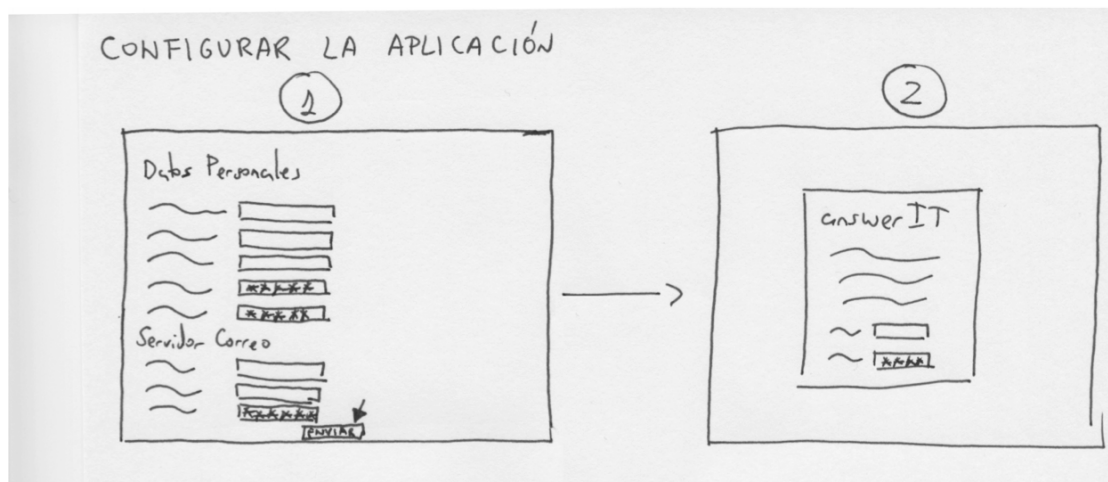 CONFIGURAR LA APLICACIÓN
1
2
Datos Personales
*****
*****
Servidor Correo
******
ENVIAR
answer IT
****